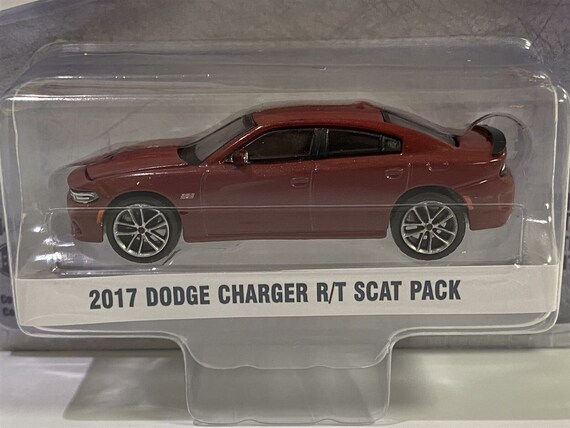 2017 DODGE CHARGER R/T SCAT PACK